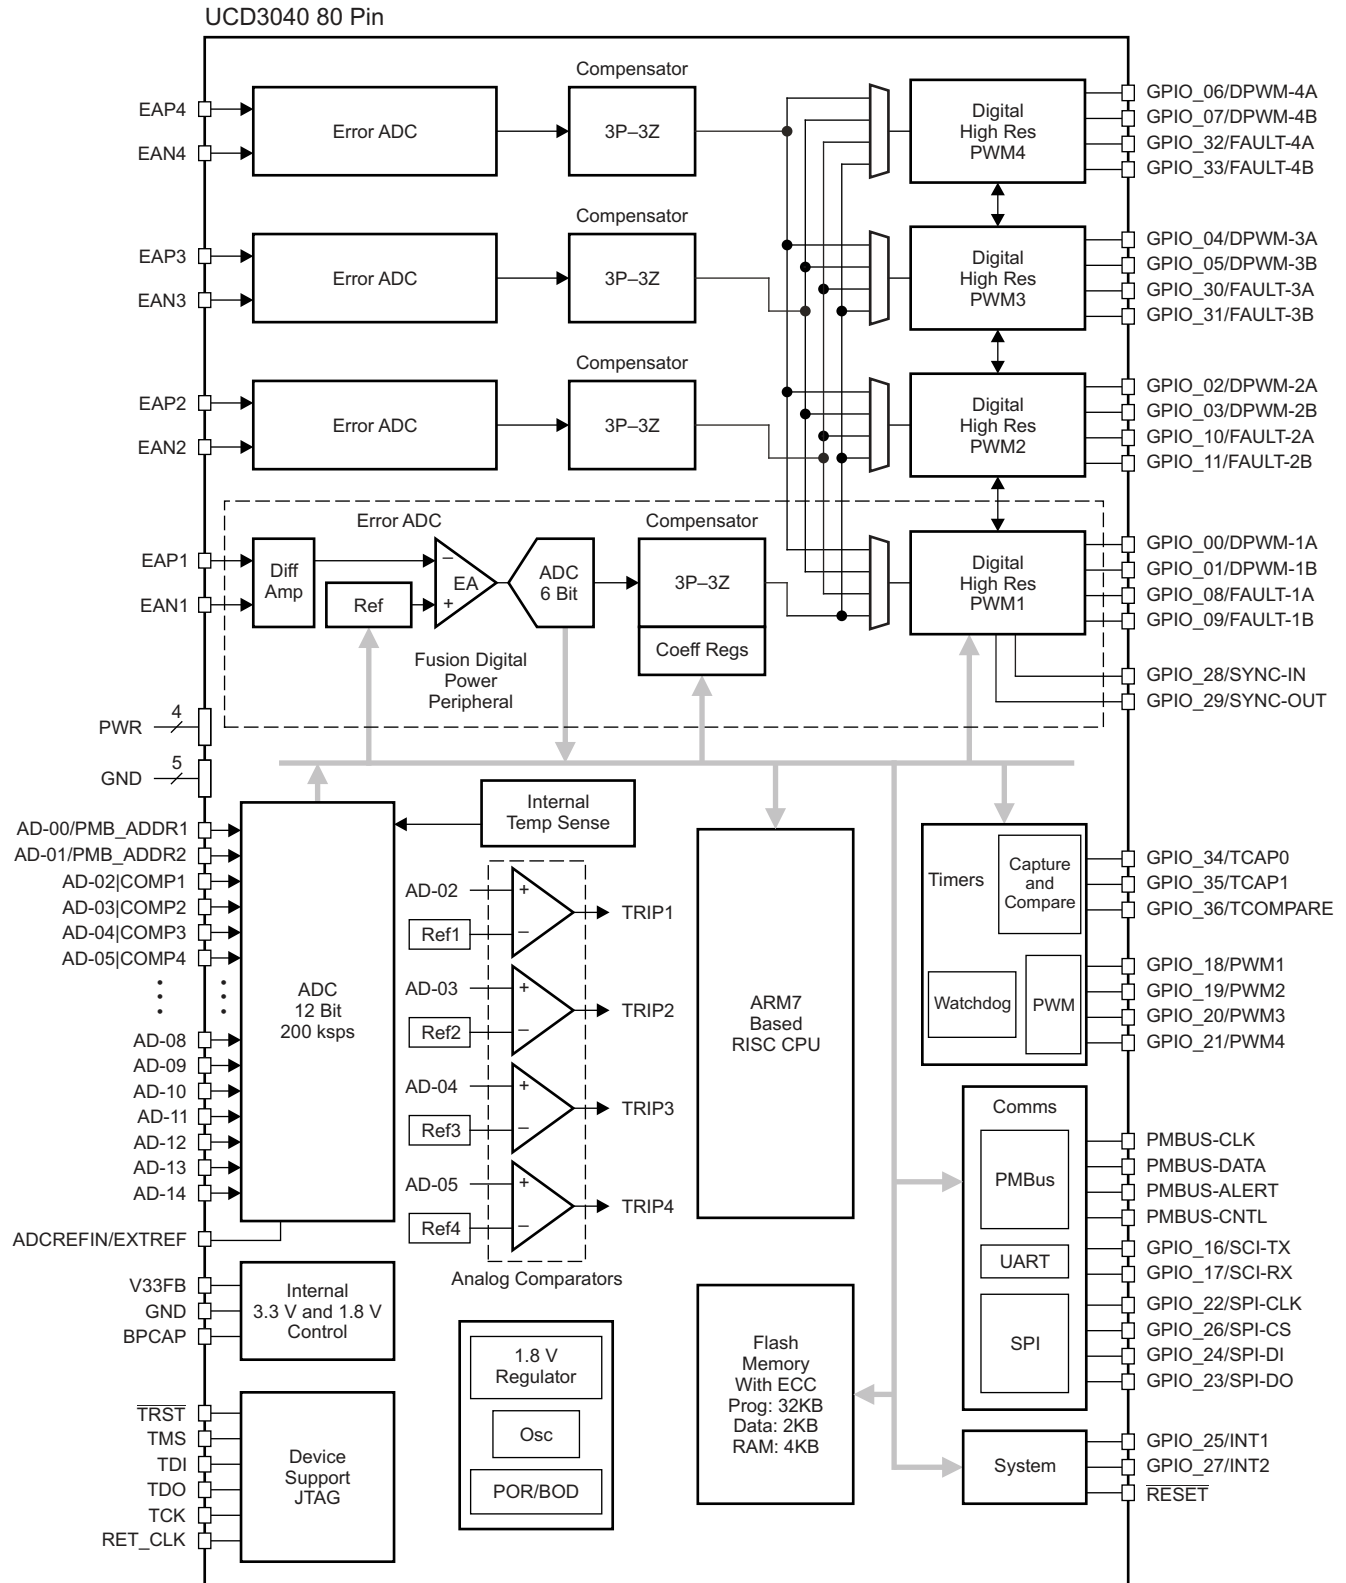 UCD3040 80 Pin
Compensator
EAP4
EAN4
Error ADC
3P–3Z
Digital
High Res
PWM4
GPIO_06/DPWM-4A
GPIO_07/DPWM-4B
GPIO_32/FAULT-4A
GPIO_33/FAULT-4B
Compensator
EAP3
EAN3
Error ADC
3P–3Z
Digital
High Res
PWM3
GPIO_04/DPWM-3A
GPIO_05/DPWM-3B
GPIO_30/FAULT-3A
GPIO_31/FAULT-3B
Compensator
EAP2
EAN2
Error ADC
3P–3Z
Digital
High Res
PWM2
GPIO_02/DPWM-2A
GPIO_03/DPWM-2B
GPIO_10/FAULT-2A
GPIO_11/FAULT-2B
Error ADC
Compensator
EAP1
EAN1
Diff
Amp
Ref
–
EA
+
ADC
6 Bit
3P–3Z
Coeff Regs
Digital
High Res
PWM1
GPIO_00/DPWM-1A
GPIO_01/DPWM-1B
GPIO_08/FAULT-1A
GPIO_09/FAULT-1B
GPIO_28/SYNC-IN
GPIO_29/SYNC-OUT
Fusion Digital
Power
Peripheral
PWR
4
GND
5
AD-00/PMB_ADDR1
AD-01/PMB_ADDR2
AD-02|COMP1
AD-03|COMP2
AD-04|COMP3
AD-05|COMP4
AD-08
AD-09
AD-10
AD-11
AD-12
AD-13
AD-14
ADCREFIN/EXTREF
ADC
12 Bit
200 ksps
Internal
Temp Sense
AD-02
+
Ref1
–
TRIP1
AD-03
+
Ref2
–
TRIP2
AD-04
+
Ref3
–
TRIP3
AD-05
+
Ref4
–
TRIP4
Analog Comparators
ARM7
Based
RISC CPU
Timers
Capture
and
Compare
Watchdog
PWM
GPIO_34/TCAP0
GPIO_35/TCAP1
GPIO_36/TCOMPARE
GPIO_18/PWM1
GPIO_19/PWM2
GPIO_20/PWM3
GPIO_21/PWM4
Comms
PMBus
UART
SPI
PMBUS-CLK
PMBUS-DATA
PMBUS-ALERT
PMBUS-CNTL
GPIO_16/SCI-TX
GPIO_17/SCI-RX
GPIO_22/SPI-CLK
GPIO_26/SPI-CS
GPIO_24/SPI-DI
GPIO_23/SPI-DO
V33FB
GND
BPCAP
Internal
3.3 V and 1.8 V
Control
1.8 V
Regulator
Osc
POR/BOD
Flash
Memory
With ECC
Prog: 32KB
Data: 2KB
RAM: 4KB
System
GPIO_25/INT1
GPIO_27/INT2
RESET
TRST
TMS
TDI
TDO
TCK
RET_CLK
Device
Support
JTAG